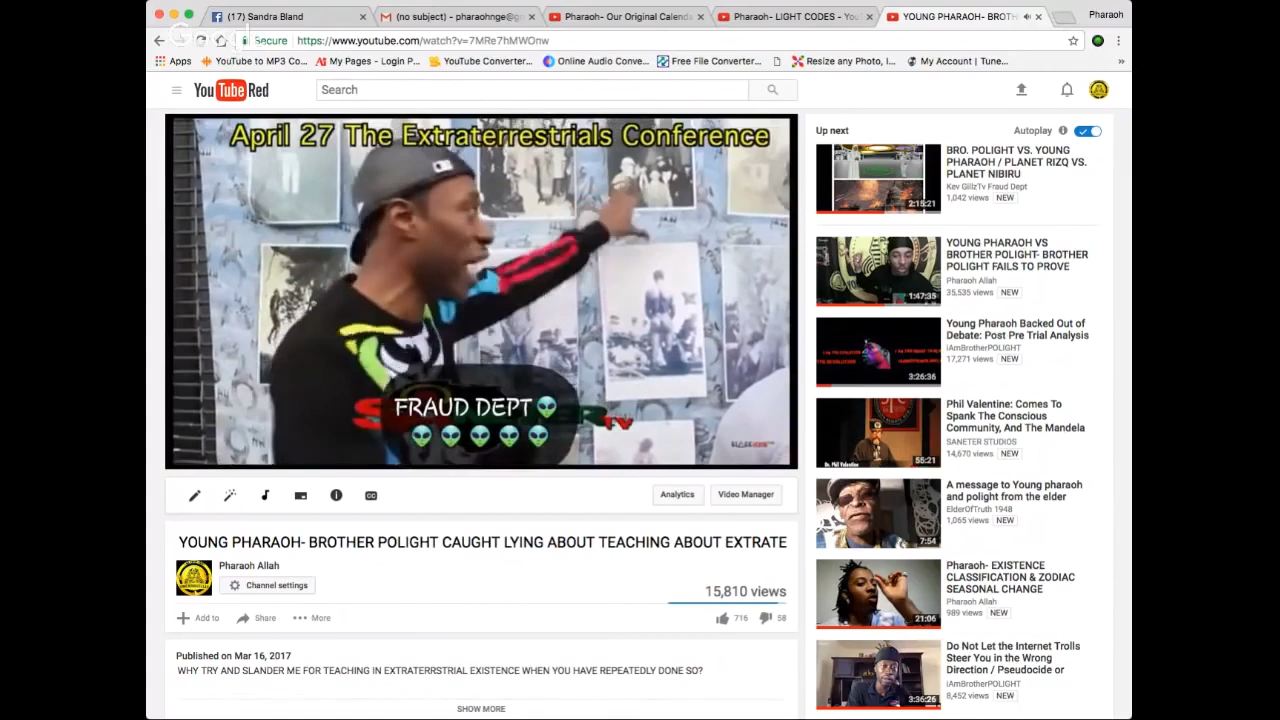 (17) Sandra Bland
(no subject) - pharaohnge@g
Pharaoh- Our Original Calenda
Pharaoh- LIGHT CODES - You
YOUNG PHARAOH- BROTH
Pharaoh
Secure https://www.youtube.com/watch?v=7MRe7hMWOnw
Apps YouTube to MP3 Co... My Pages - Login P... YouTube Converter... Online Audio Conve... Free File Converter... Resize any Photo, I... My Account | Tune... »
YouTube Red
Search
April 27 The Extraterrestrials Conference
FRAUD DEPT
TV
Analytics
Video Manager
YOUNG PHARAOH- BROTHER POLIGHT CAUGHT LYING ABOUT TEACHING ABOUT EXTRATE
Pharaoh Allah
Channel settings
15,810 views
Add to Share More
716 58
Published on Mar 16, 2017
WHY TRY AND SLANDER ME FOR TEACHING IN EXTRATERRSTRIAL EXISTENCE WHEN YOU HAVE REPEATEDLY DONE SO?
SHOW MORE
Up next
Autoplay
BRO. POLIGHT VS. YOUNG
PHARAOH / PLANET RIZQ VS.
PLANET NIBIRU
Kev GillzTv Fraud Dept
1,042 views NEW
2:15:21
YOUNG PHARAOH VS
BROTHER POLIGHT- BROTHER
POLIGHT FAILS TO PROVE
Pharaoh Allah
35,535 views NEW
1:47:35
Young Pharaoh Backed Out of
Debate: Post Pre Trial Analysis
iAmBrotherPOLIGHT
17,271 views NEW
3:26:36
Phil Valentine: Comes To
Spank The Conscious
Community, And The Mandela
SANETER STUDIOS
14,670 views NEW
Dr. Phil Valentine
55:21
A message to Young pharaoh
and polight from the elder
ElderOfTruth 1948
1,065 views NEW
7:54
Pharaoh- EXISTENCE
CLASSIFICATION & ZODIAC
SEASONAL CHANGE
Pharaoh Allah
989 views NEW
21:06
Do Not Let the Internet Trolls
Steer You in the Wrong
Direction / Pseudocide or
iAmBrotherPOLIGHT
8,452 views NEW
3:36:26